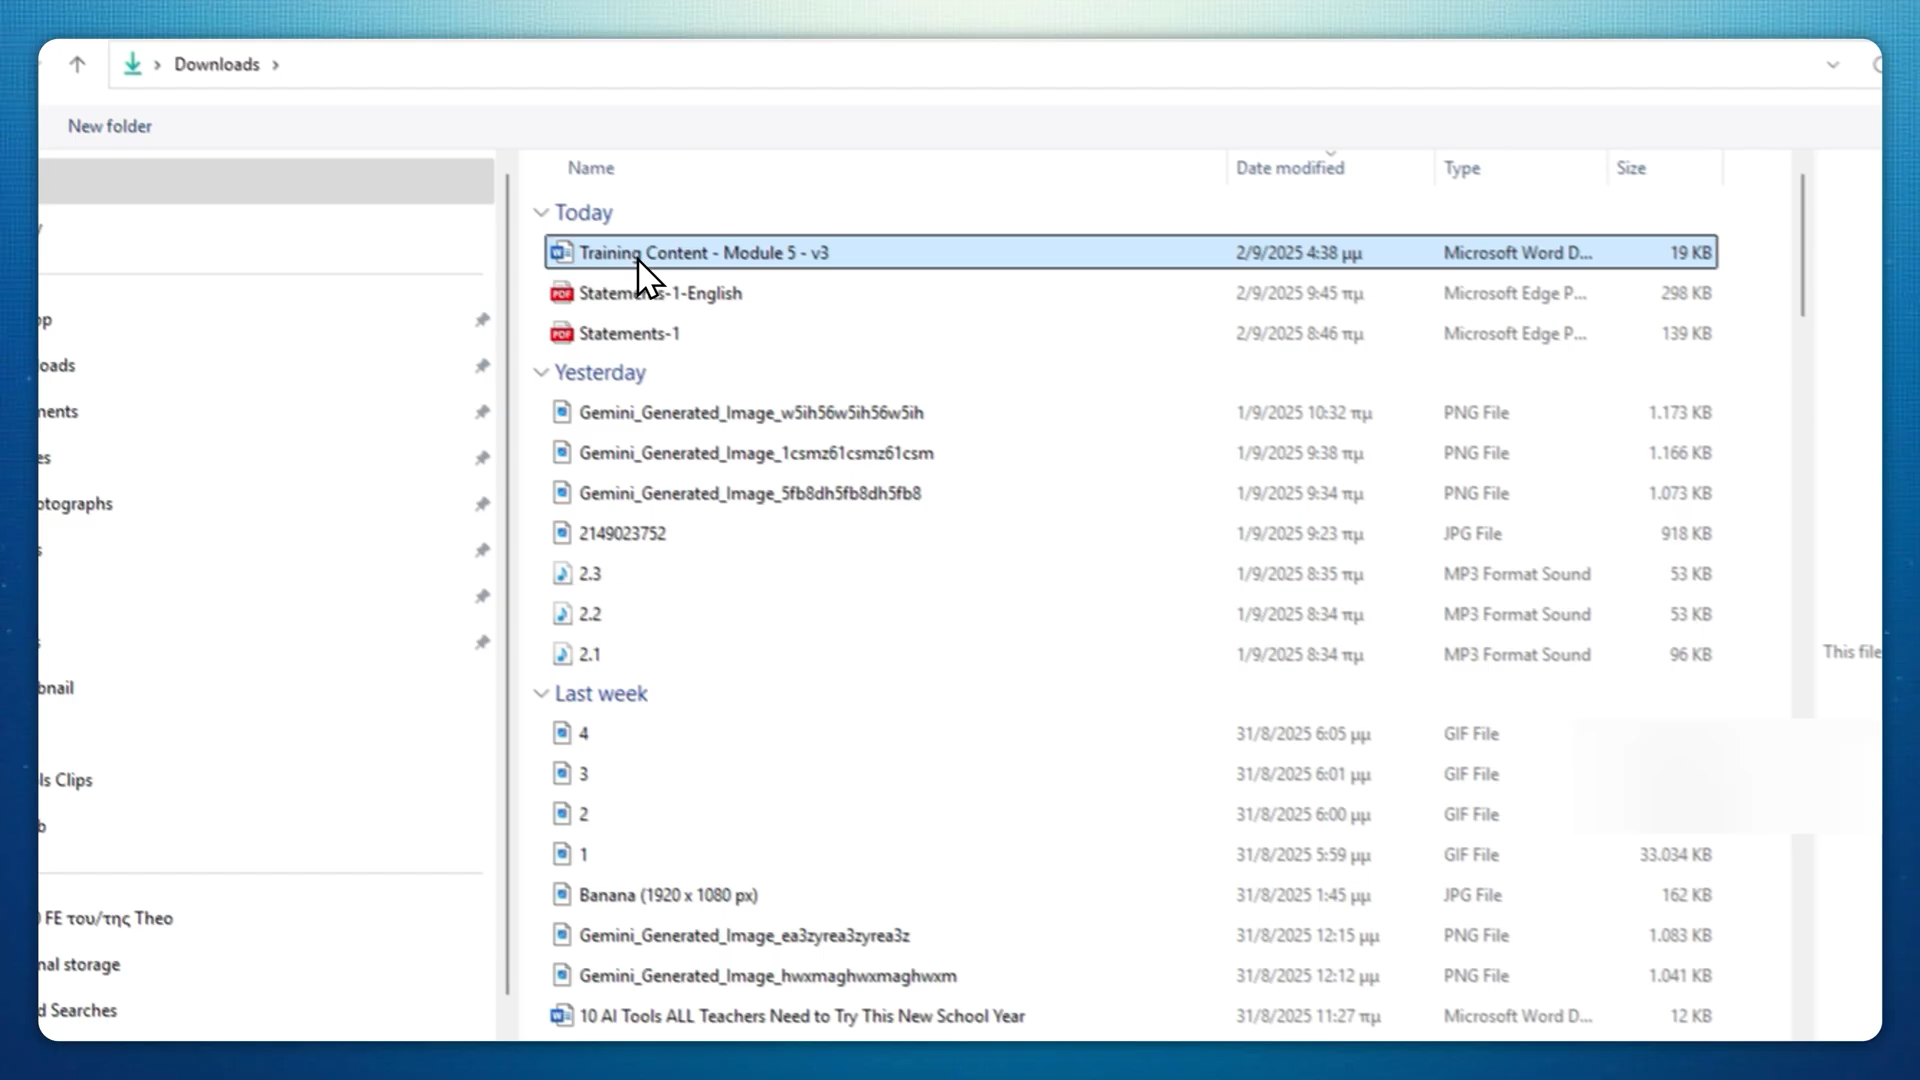 Downloads
New folder
Name Date modified Type Size
Today
Training Content - Module 5 - v3 2/9/2025 4:38 μμ Microsoft Word D... 19 KB
Statements-1-English 2/9/2025 9:45 πμ Microsoft Edge P... 298 KB
Statements-1 2/9/2025 8:46 πμ Microsoft Edge P... 139 KB
Yesterday
Gemini_Generated_Image_w5ih56w5ih56w5ih 1/9/2025 10:32 πμ PNG File 1.173 KB
Gemini_Generated_Image_1csmz61csmz61csm 1/9/2025 9:38 πμ PNG File 1.166 KB
Gemini_Generated_Image_5fb8dh5fb8dh5fb8 1/9/2025 9:34 πμ PNG File 1.073 KB
2149023752 1/9/2025 9:23 πμ JPG File 918 KB
2.3 1/9/2025 8:35 πμ MP3 Format Sound 53 KB
2.2 1/9/2025 8:34 πμ MP3 Format Sound 53 KB
2.1 1/9/2025 8:34 πμ MP3 Format Sound 96 KB
Last week
4 31/8/2025 6:05 μμ GIF File
3 31/8/2025 6:01 μμ GIF File
2 31/8/2025 6:00 μμ GIF File
1 31/8/2025 5:59 μμ GIF File 33.034 KB
Banana (1920 x 1080 px) 31/8/2025 1:45 μμ JPG File 162 KB
Gemini_Generated_Image_ea3zyrea3zyrea3z 31/8/2025 12:15 μμ PNG File 1.083 KB
Gemini_Generated_Image_hwxmaghwxmaghwxm 31/8/2025 12:12 μμ PNG File 1.041 KB
10 AI Tools ALL Teachers Need to Try This New School Year 31/8/2025 11:27 πμ Microsoft Word D... 12 KB
op
oads
ments
es
otographs
s
s
bnail
ls Clips
b
FE του/της Theo
nal storage
d Searches
This file